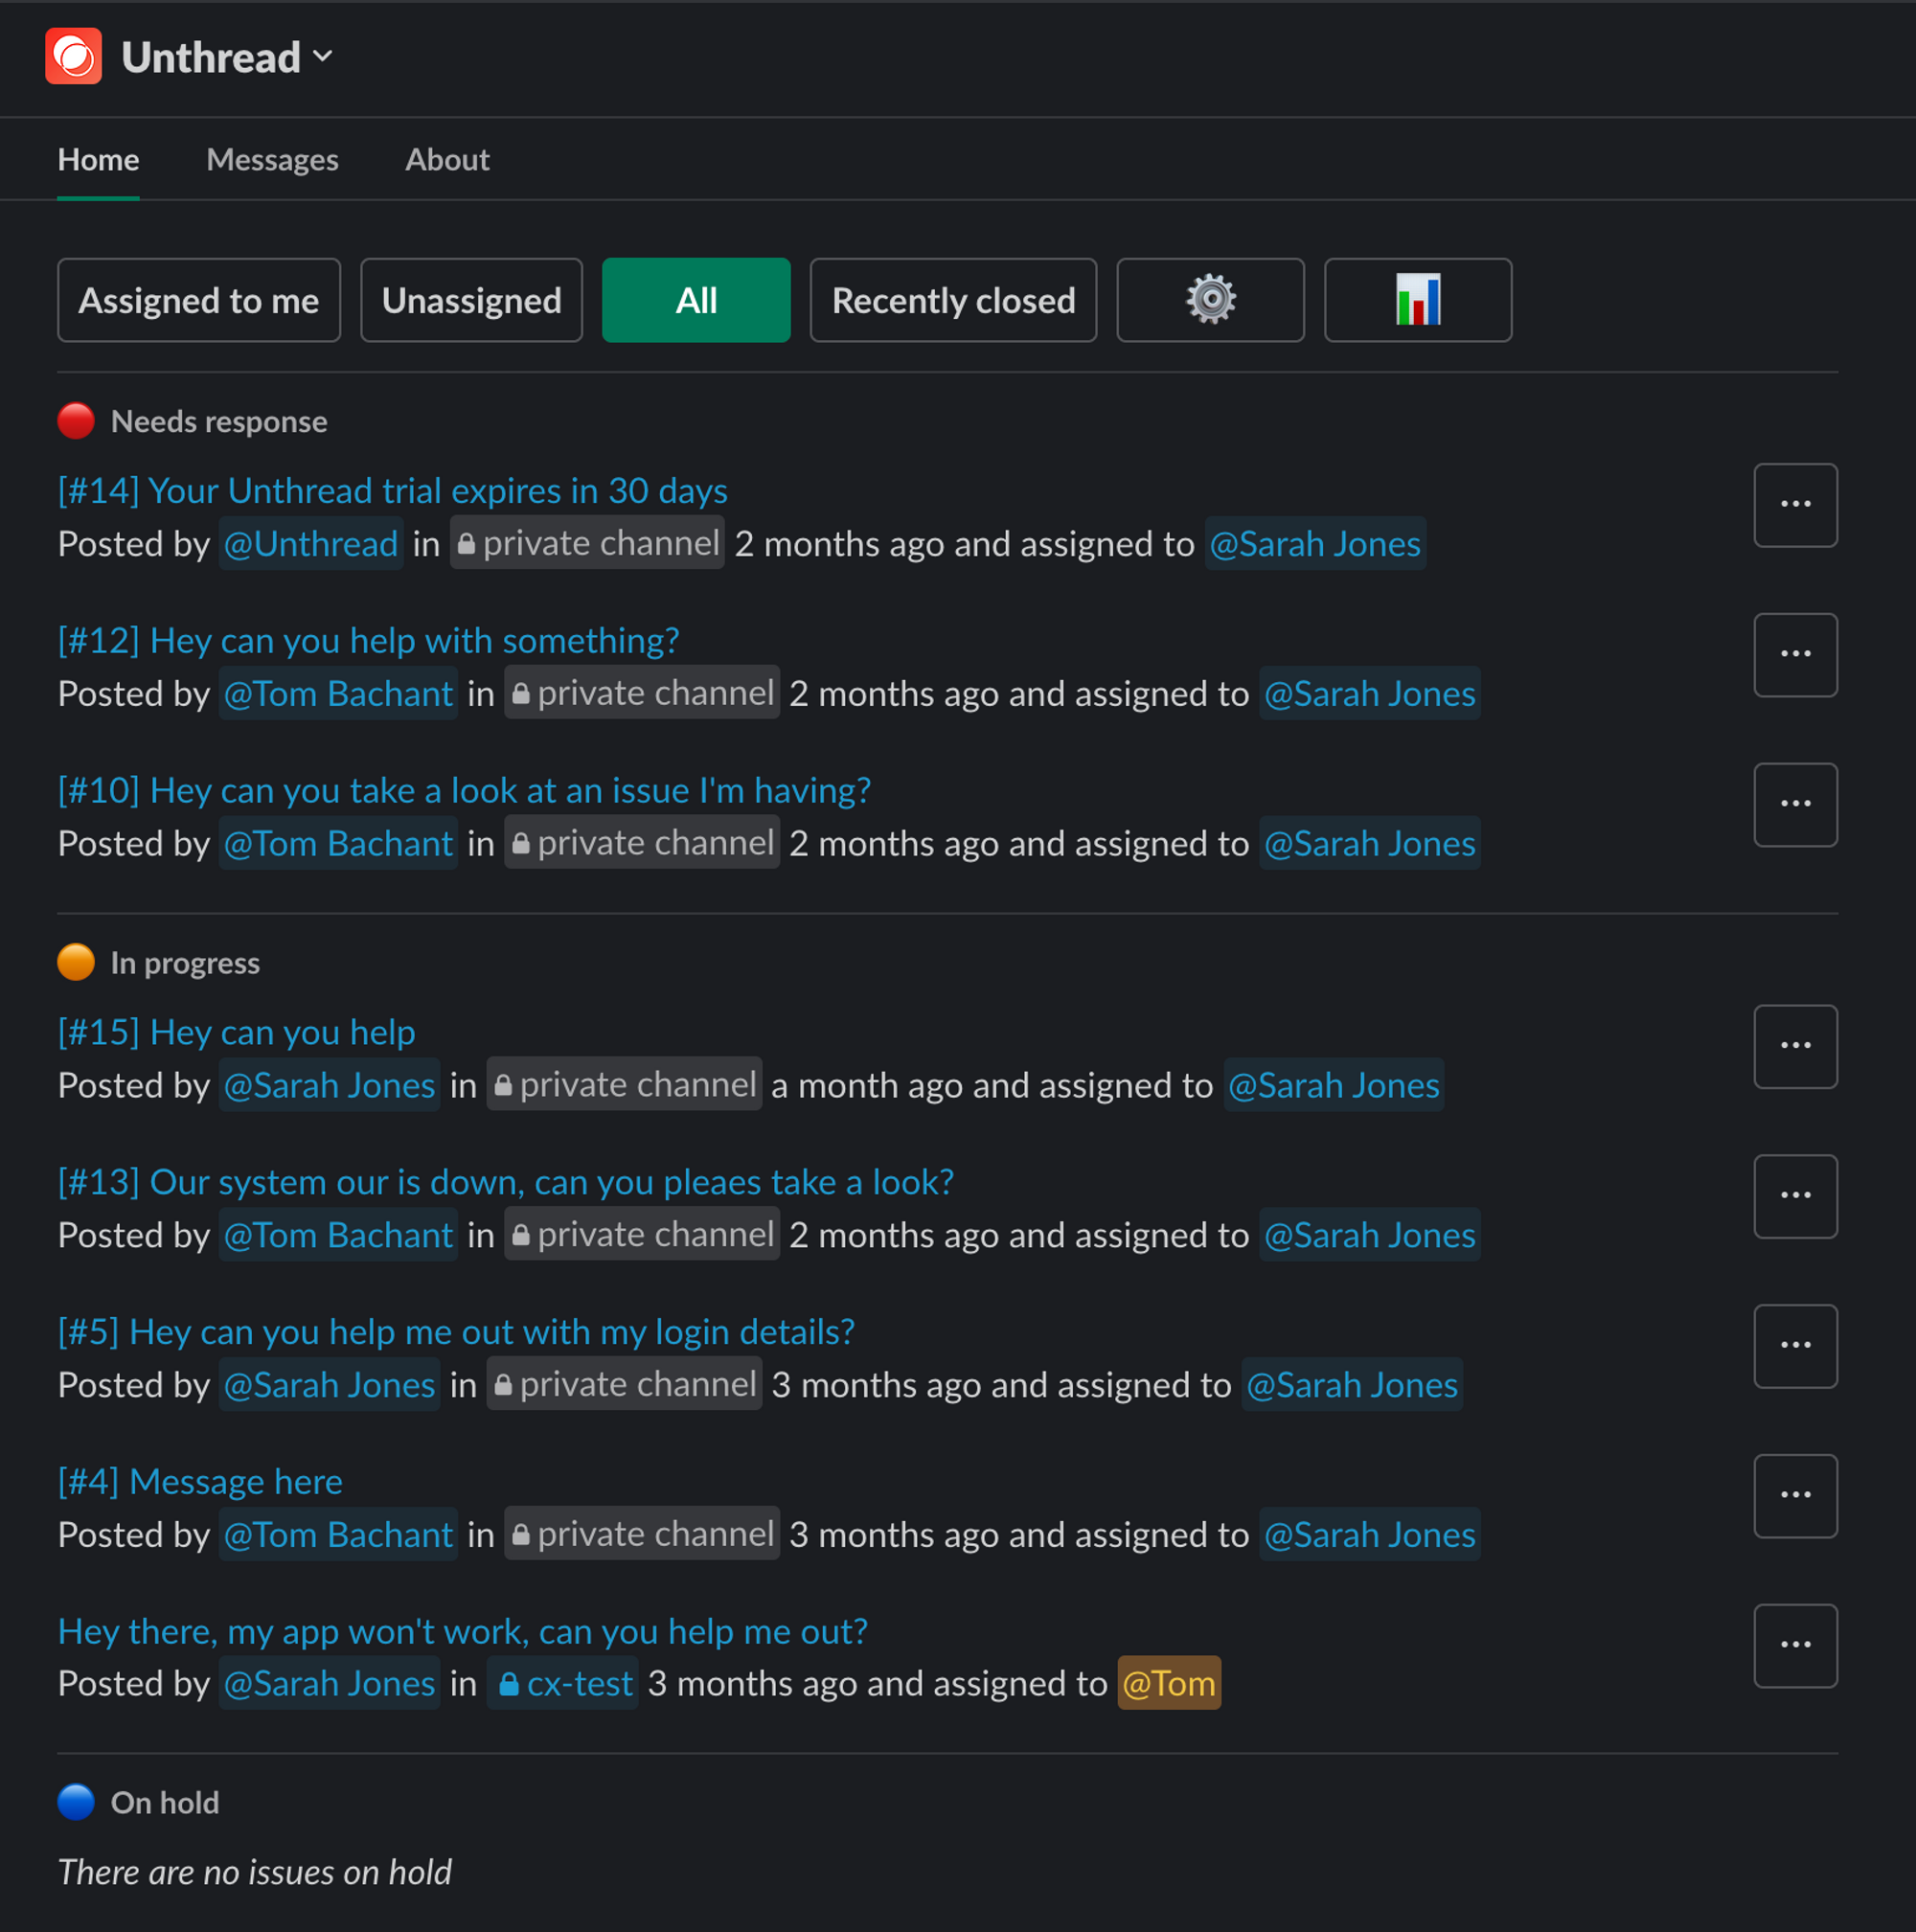 Unthread
Home Messages About
Assigned to me Unassigned All Recently closed
Needs response
[#14] Your Unthread trial expires in 30 days
Posted by @Unthread in private channel 2 months ago and assigned to @Sarah Jones
[#12] Hey can you help with something?
Posted by @Tom Bachant in private channel 2 months ago and assigned to @Sarah Jones
[#10] Hey can you take a look at an issue I'm having?
Posted by @Tom Bachant in private channel 2 months ago and assigned to @Sarah Jones
In progress
[#15] Hey can you help
Posted by @Sarah Jones in private channel a month ago and assigned to @Sarah Jones
[#13] Our system our is down, can you pleaes take a look?
Posted by @Tom Bachant in private channel 2 months ago and assigned to @Sarah Jones
[#5] Hey can you help me out with my login details?
Posted by @Sarah Jones in private channel 3 months ago and assigned to @Sarah Jones
[#4] Message here
Posted by @Tom Bachant in private channel 3 months ago and assigned to @Sarah Jones
Hey there, my app won't work, can you help me out?
Posted by @Sarah Jones in cx-test 3 months ago and assigned to @Tom
On hold
There are no issues on hold